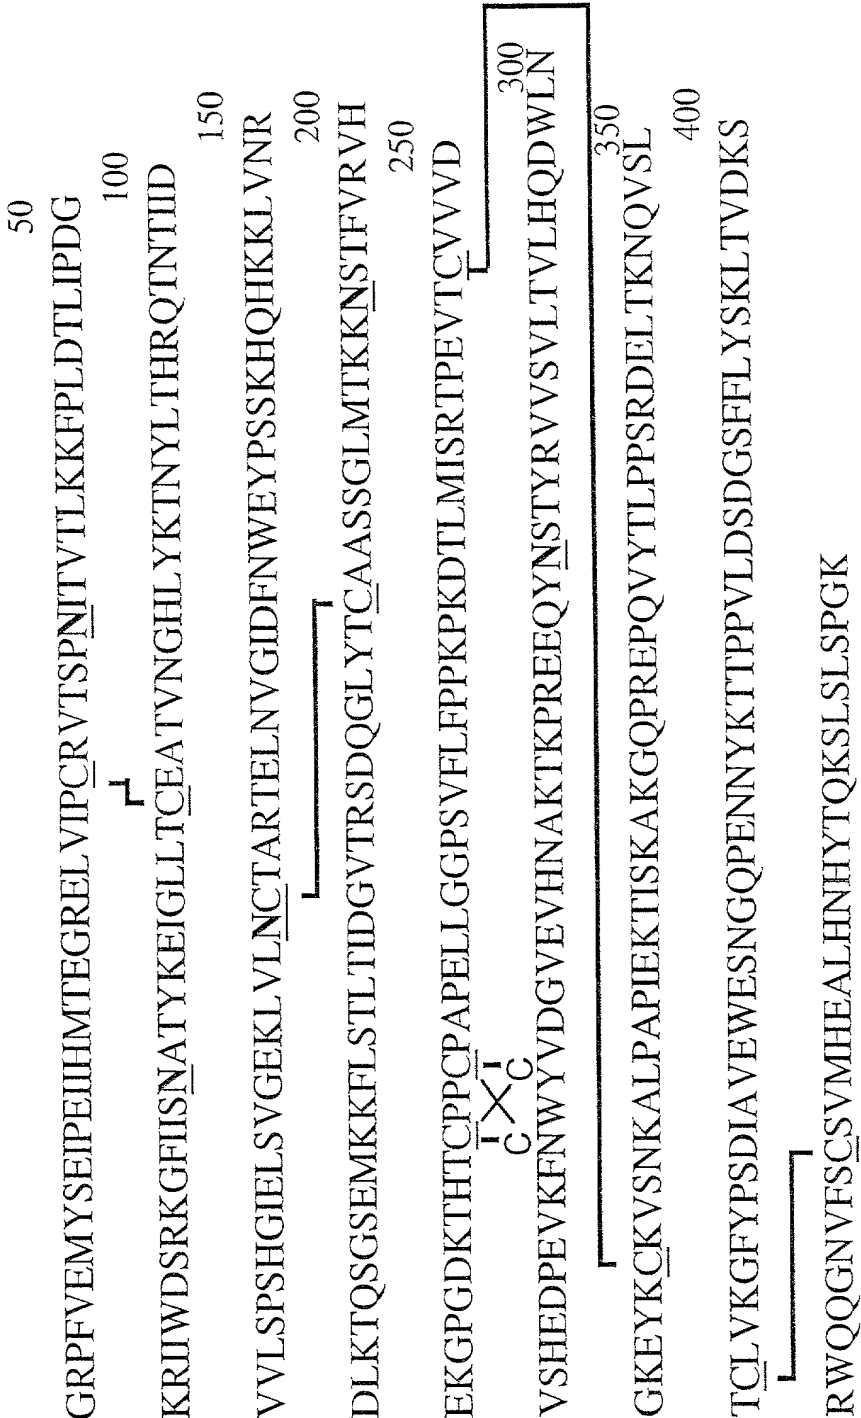 50
GRPFVEMYSEIPEIIHMTEGRELVIPCRVTSPNITVTLKKFPLDTLIPDG
100
KRIIWDSRKGFIISNATYKEIGLLTCEATVNGHLYKTNYLTHRQTNTIID
150
VVLSPSHGIELSVGEKLVLNCTARTELNVGIDFNWEYPSSKHQHKKLVNR
200
DLKTQSGSEMKKFLSTLTIDGVTRSDQGLYTCAASSGLMTKKNSTFVRVH
250
EKGPGDKTHTCPPCPAPELLGGPSVFLFPPKPKDTLMISRTPEVTCVVVD
C C
300
VSHEDPEVKFNWYVDGVEVHNAKTKPREEQYNSTYRVVSVLTVLHQDWLN
350
GKEYKCKVSNKALPAPIEKTISKAKGQPREPQVYTLPPSRDELTKNQVSL
400
TCLVKGFYPSDIAVEWESNGQPENNYKTTPPVLDSDGSFFLYSKLTVDKS
RWQQGNVFSCSVMHEALHNHYTQKSLSLSPGK